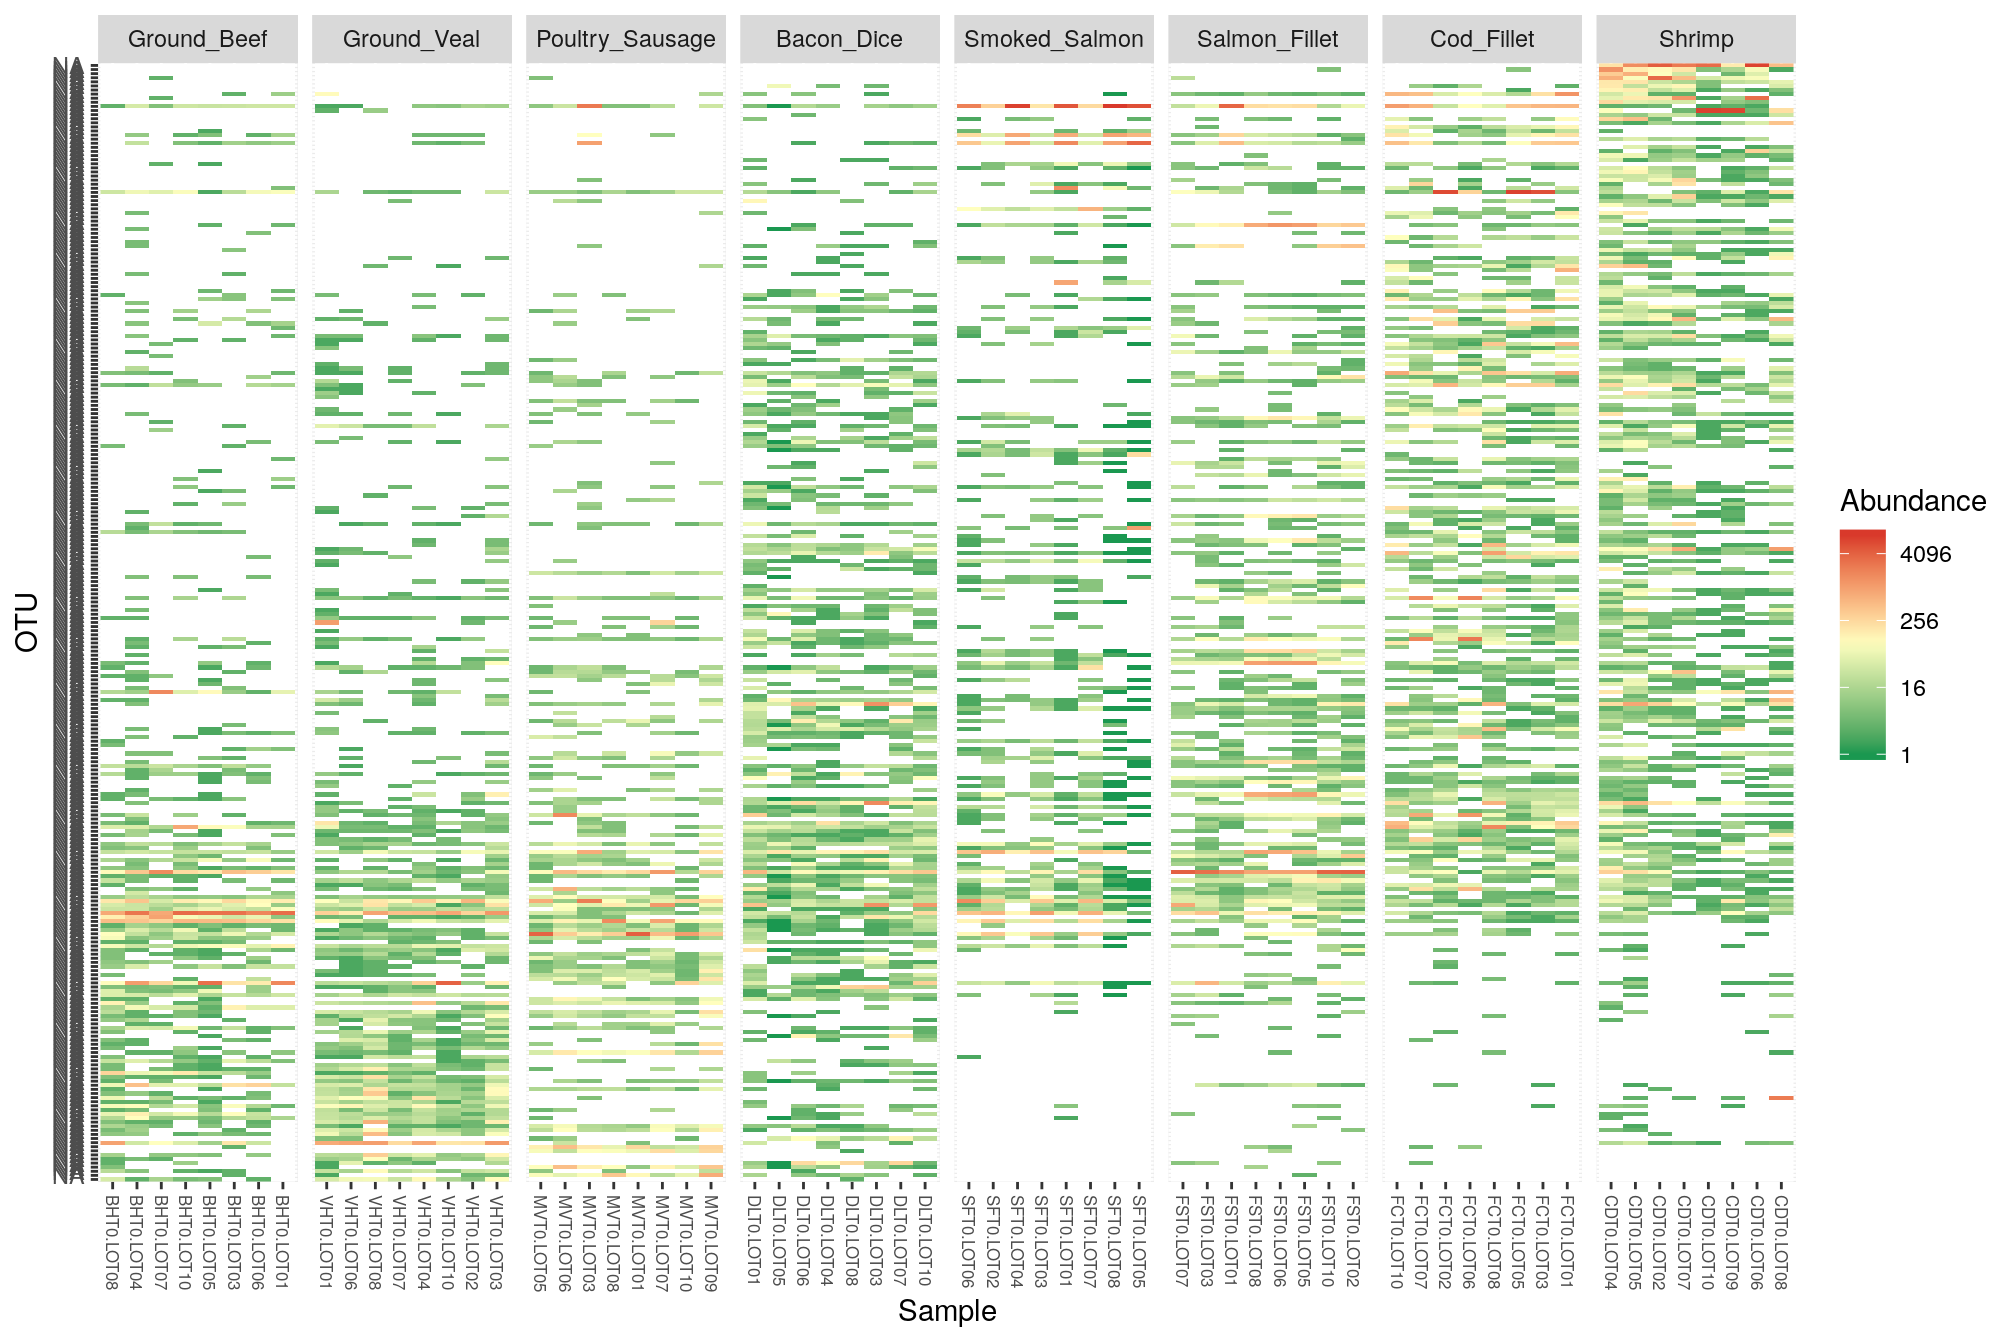 Ground_Beef
Ground_Veal
Poultry_Sausage
Bacon_Dice
Smoked_Salmon
Salmon_Fillet
Cod_Fillet
Shrimp
OTU
Abundance
4096
256
16
1
BHT0.LOT08
BHT0.LOT04
BHT0.LOT07
BHT0.LOT10
BHT0.LOT05
BHT0.LOT03
BHT0.LOT06
BHT0.LOT01
VHT0.LOT01
VHT0.LOT06
VHT0.LOT08
VHT0.LOT07
VHT0.LOT04
VHT0.LOT10
VHT0.LOT02
VHT0.LOT03
MVT0.LOT05
MVT0.LOT06
MVT0.LOT03
MVT0.LOT08
MVT0.LOT01
MVT0.LOT07
MVT0.LOT10
MVT0.LOT09
DLT0.LOT01
DLT0.LOT05
DLT0.LOT06
DLT0.LOT04
DLT0.LOT08
DLT0.LOT03
DLT0.LOT07
DLT0.LOT10
SFT0.LOT06
SFT0.LOT02
SFT0.LOT04
SFT0.LOT03
SFT0.LOT01
SFT0.LOT07
SFT0.LOT08
SFT0.LOT05
FST0.LOT07
FST0.LOT03
FST0.LOT01
FST0.LOT08
FST0.LOT06
FST0.LOT05
FST0.LOT10
FST0.LOT02
FCT0.LOT10
FCT0.LOT07
FCT0.LOT02
FCT0.LOT06
FCT0.LOT08
FCT0.LOT05
FCT0.LOT03
FCT0.LOT01
CDT0.LOT04
CDT0.LOT05
CDT0.LOT02
CDT0.LOT07
CDT0.LOT10
CDT0.LOT09
CDT0.LOT06
CDT0.LOT08
Sample